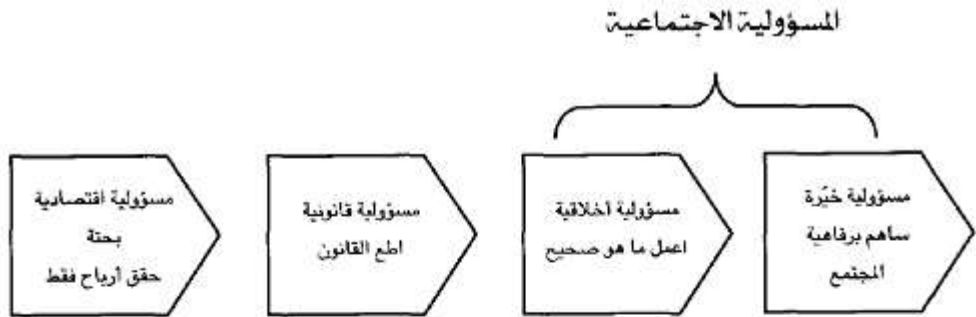 المسؤولية الاجتماعية
مسؤولية اقتصادية
بحتة
حقق أرباح فقط
مسؤولية قانونية
اطع القانون
مسؤولية أخلاقية
اعمل ما هو صحيح
مسؤولية خيّرة
ساهم برفاهية
المجتمع